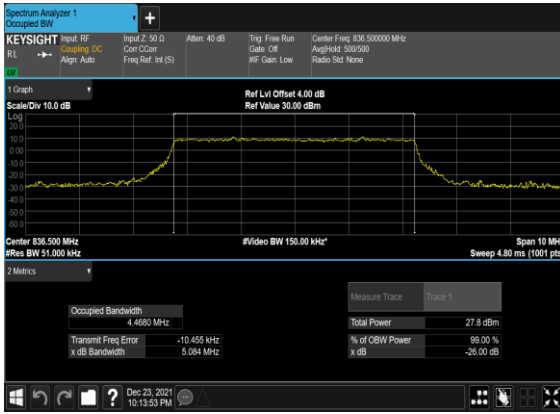 Spectrum Analyzer 1
Occupied BW
KEYSIGHT
RL
Input: RF
Coupling: DC
Align: Auto
Input Z: 50 Ω
Corr CCorr
Freq Ref: Int (S)
Atten: 40 dB
Trig: Free Run
Gate: Off
#IF Gain: Low
Center Freq: 836.500000 MHz
Avg|Hold: 500/500
Radio Std: None
1 Graph
Scale/Div 10.0 dB
Ref Lvl Offset 4.00 dB
Ref Value 30.00 dBm
Log
20.0
10.0
0.00
-10.0
-20.0
-30.0
-40.0
-50.0
-60.0
Center 836.500 MHz
#Res BW 51.000 kHz
#Video BW 150.00 kHz*
Span 10 MH
Sweep 4.80 ms (1001 pts
2 Metrics
Measure Trace
Trace 1
Occupied Bandwidth
4.4680 MHz
Total Power
27.8 dBm
Transmit Freq Error
-10.455 kHz
% of OBW Power
99.00 %
x dB Bandwidth
5.084 MHz
x dB
-26.00 dB
?
Dec 23, 2021
10:13:53 PM